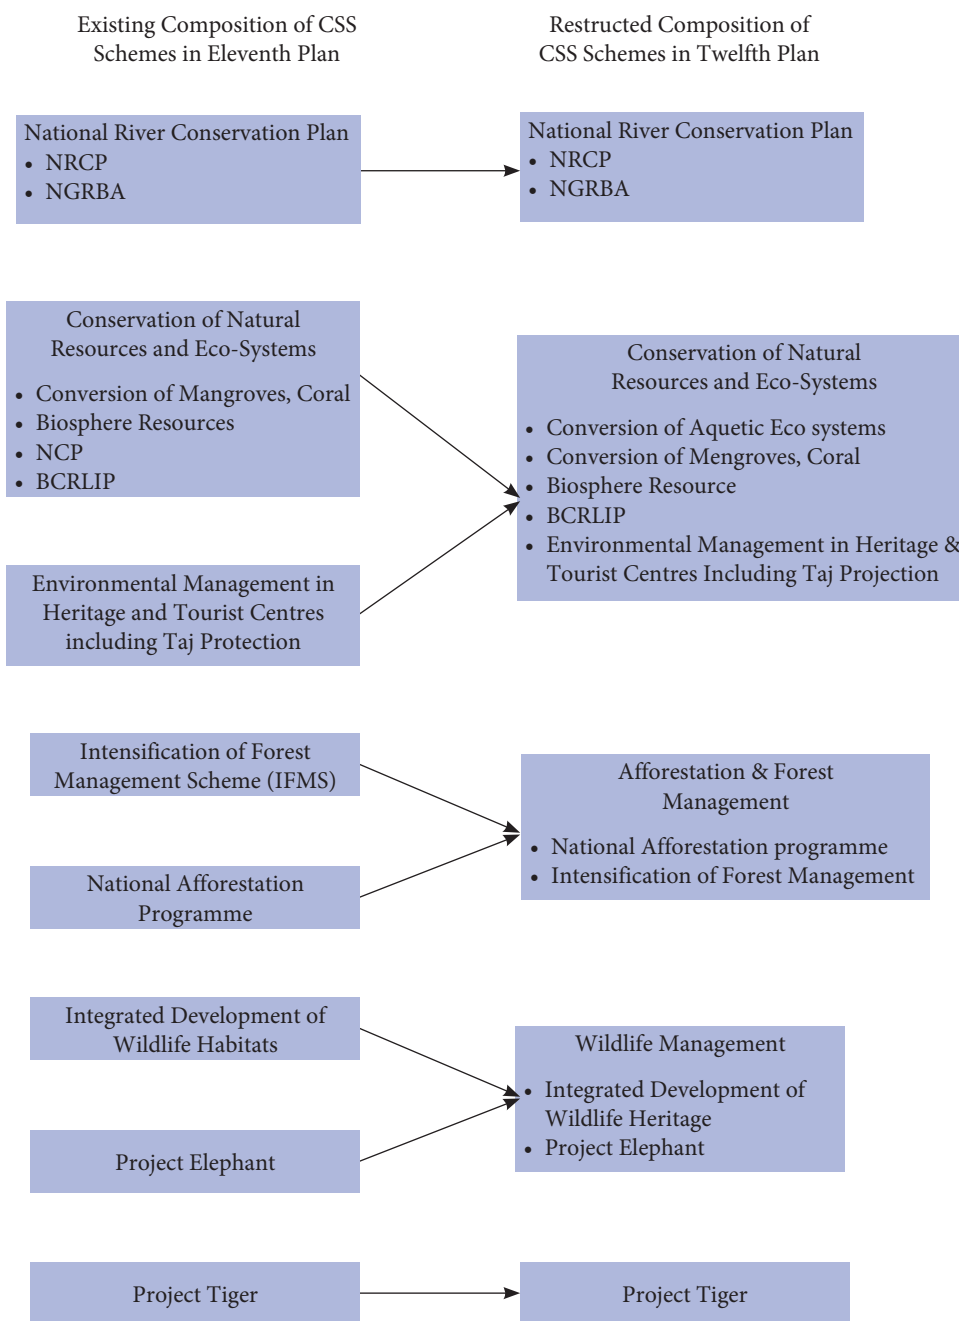 Existing Composition of CSS
Schemes in Eleventh Plan
Restructed Composition of
CSS Schemes in Twelfth Plan
National River Conservation Plan
• NRCP
• NGRBA
National River Conservation Plan
• NRCP
• NGRBA
Conservation of Natural
Resources and Eco-Systems
• Conversion of Mangroves, Coral
• Biosphere Resources
• NCP
• BCRLIP
Environmental Management in
Heritage and Tourist Centres
including Taj Protection
Conservation of Natural
Resources and Eco-Systems
• Conversion of Aquetic Eco systems
• Conversion of Mengroves, Coral
• Biosphere Resource
• BCRLIP
• Environmental Management in Heritage &
Tourist Centres Including Taj Projection
Intensification of Forest
Management Scheme (IFMS)
National Afforestation
Programme
Afforestation & Forest
Management
• National Afforestation programme
• Intensification of Forest Management
Integrated Development of
Wildlife Habitats
Project Elephant
Wildlife Management
• Integrated Development of
Wildlife Heritage
• Project Elephant
Project Tiger
Project Tiger